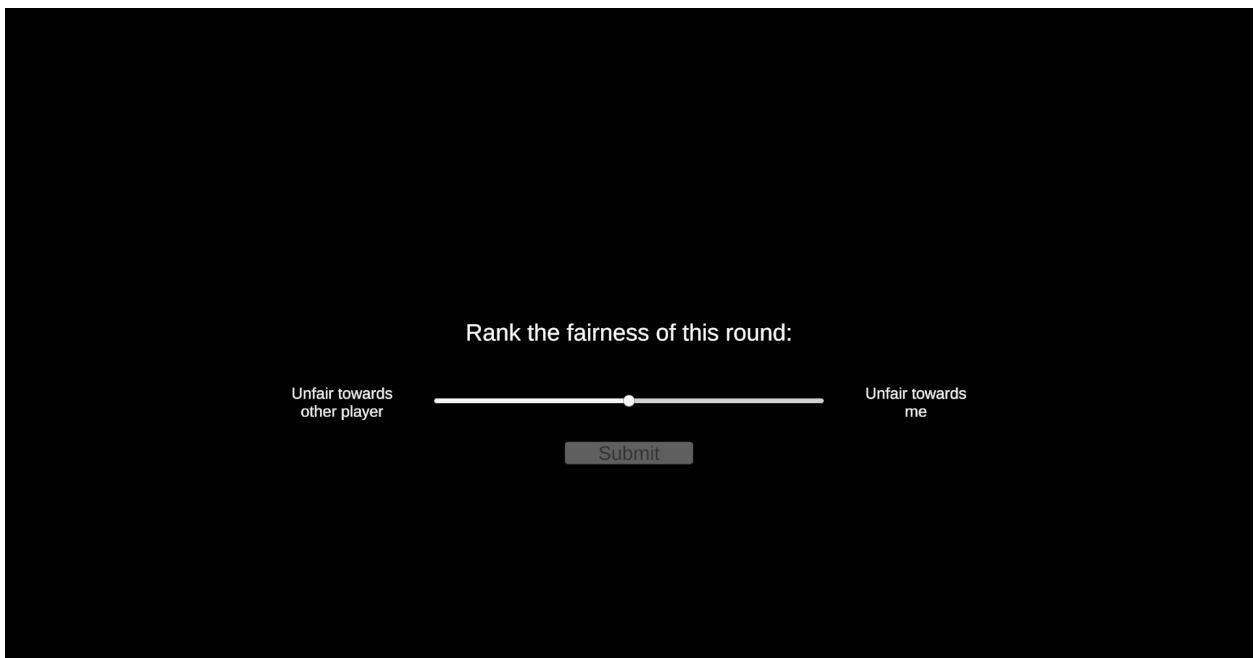 Rank the fairness of this round:
Unfair towards
other player
Unfair towards
me
Submit